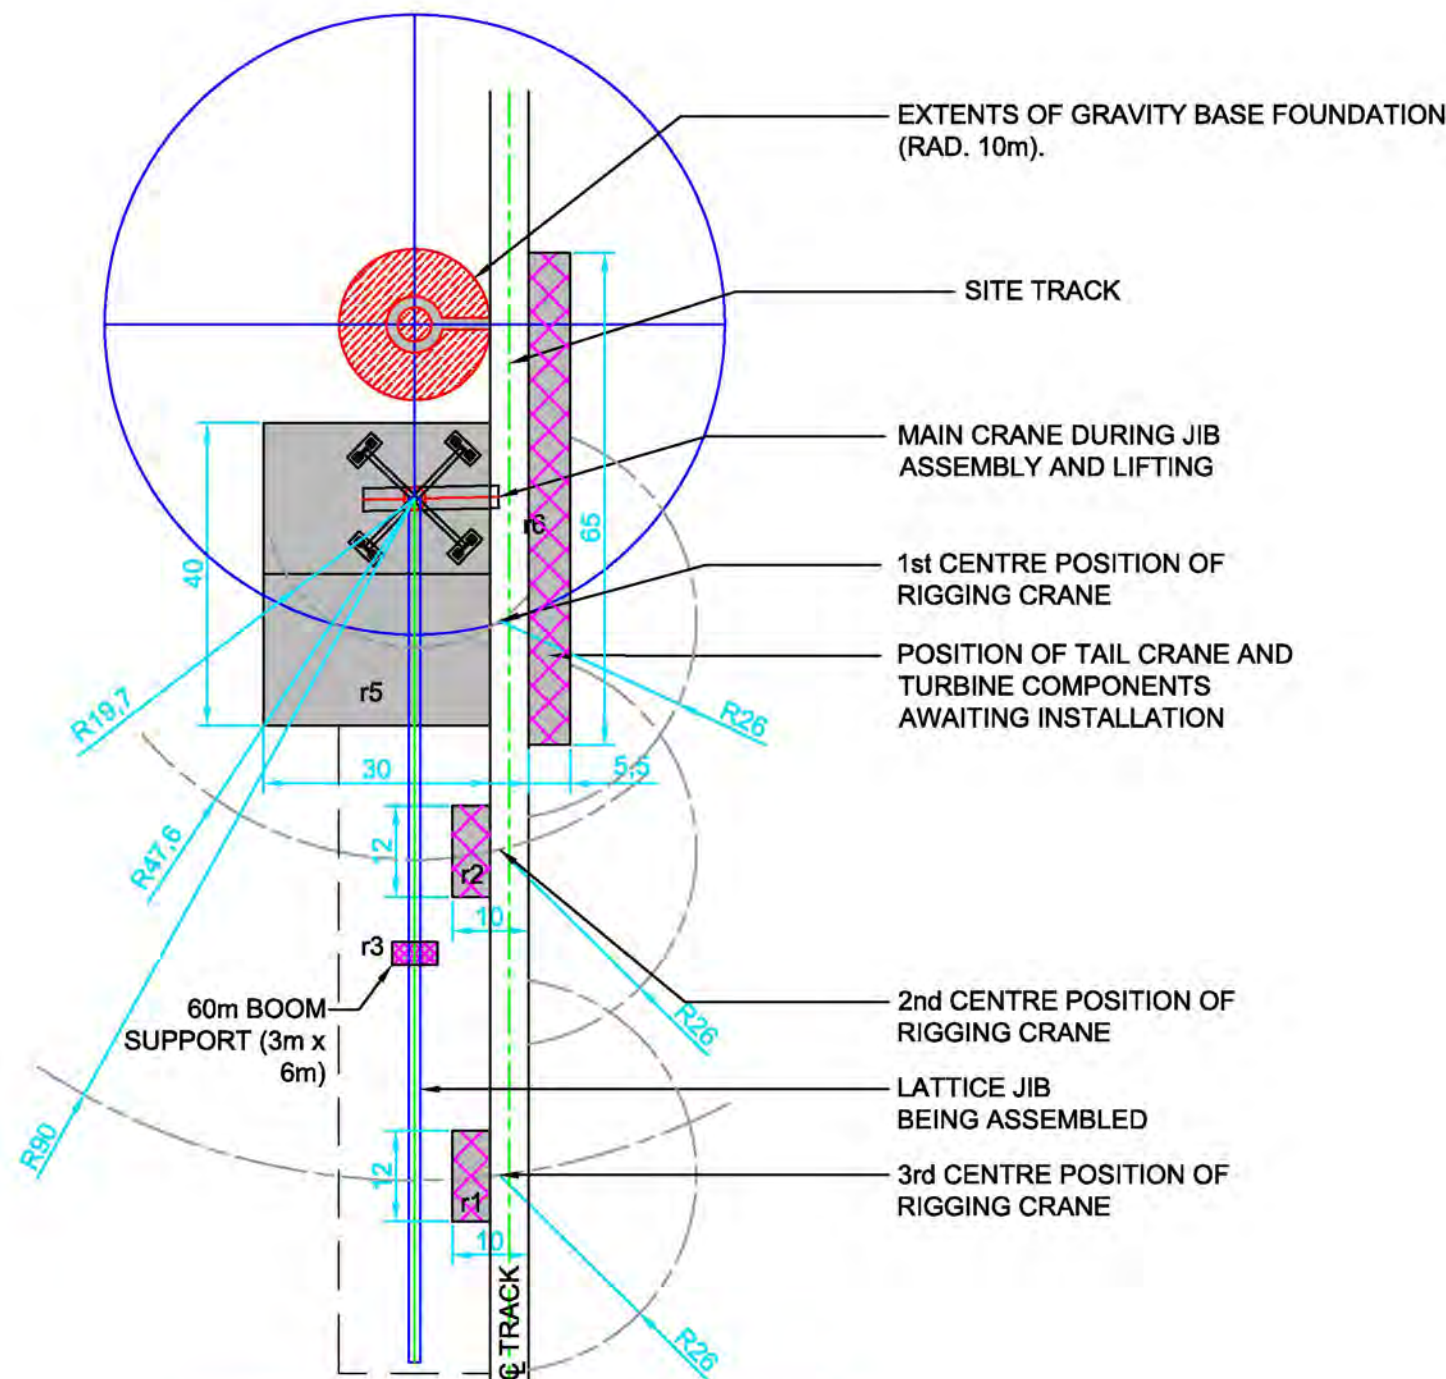 EXTENTS OF GRAVITY BASE FOUNDATION
(RAD. 10m).
SITE TRACK
MAIN CRANE DURING JIB
ASSEMBLY AND LIFTING
r6
65
40
1st CENTRE POSITION OF
RIGGING CRANE
POSITION OF TAIL CRANE AND
TURBINE COMPONENTS
AWAITING INSTALLATION
r5
R19,7
R26
30
5,5
R47,6
12
r2
10
r3
60m BOOM
SUPPORT (3m x
6m)
2nd CENTRE POSITION OF
RIGGING CRANE
R26
LATTICE JIB
BEING ASSEMBLED
R90
12
r1
10
3rd CENTRE POSITION OF
RIGGING CRANE
℄ TRACK
R26